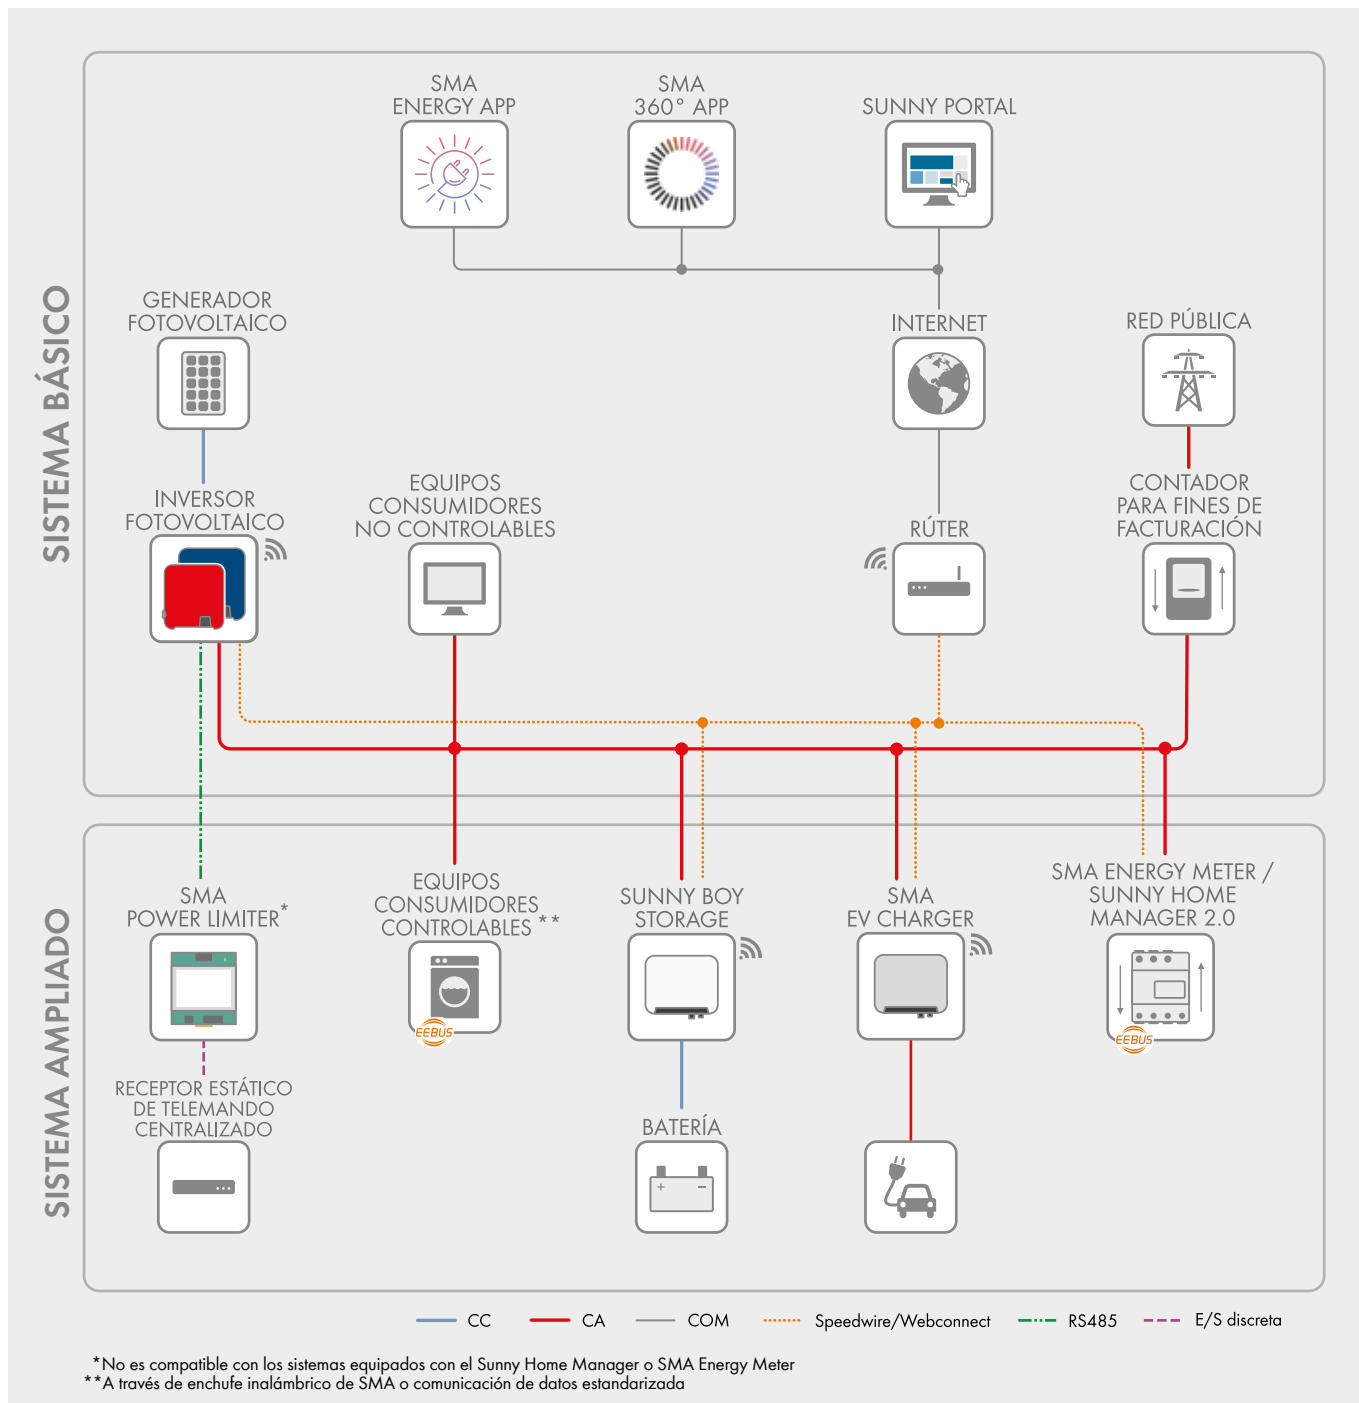 SISTEMA BÁSICO
SMA
ENERGY APP
SMA
360° APP
SUNNY PORTAL
GENERADOR
FOTOVOLTAICO
INTERNET
RED PÚBLICA
INVERSOR
FOTOVOLTAICO
EQUIPOS
CONSUMIDORES
NO CONTROLABLES
RÚTER
CONTADOR
PARA FINES DE
FACTURACIÓN
SISTEMA AMPLIADO
SMA
POWER LIMITER*
EQUIPOS
CONSUMIDORES
CONTROLABLES **
SUNNY BOY
STORAGE
SMA
EV CHARGER
SMA ENERGY METER /
SUNNY HOME
MANAGER 2.0
EEBUS
EEBUS
RECEPTOR ESTÁTICO
DE TELEMANDO
CENTRALIZADO
BATERÍA
+ −
CC
CA
COM
Speedwire/Webconnect
RS485
E/S discreta
*No es compatible con los sistemas equipados con el Sunny Home Manager o SMA Energy Meter
**A través de enchufe inalámbrico de SMA o comunicación de datos estandarizada